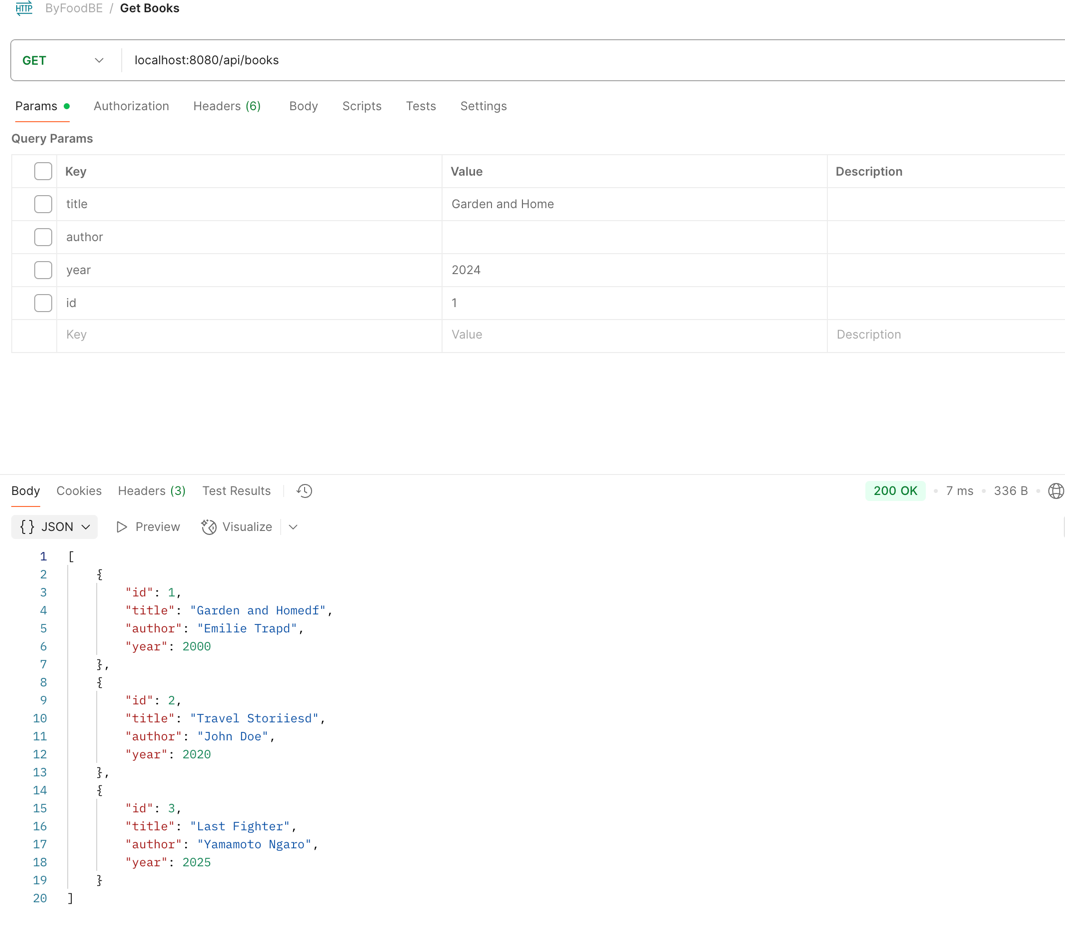 HTTP ByFoodBE / Get Books
GET localhost:8080/api/books
Params Authorization Headers (6) Body Scripts Tests Settings
Query Params
Key Value Description
title Garden and Home
author
year 2024
id 1
Key Value Description
Body Cookies Headers (3) Test Results 200 OK • 7 ms • 336 B •
{} JSON Preview Visualize
1 [
2 {
3 "id": 1,
4 "title": "Garden and Homedf",
5 "author": "Emilie Trapd",
6 "year": 2000
7 },
8 {
9 "id": 2,
10 "title": "Travel Storiiesd",
11 "author": "John Doe",
12 "year": 2020
13 },
14 {
15 "id": 3,
16 "title": "Last Fighter",
17 "author": "Yamamoto Ngaro",
18 "year": 2025
19 }
20 ]